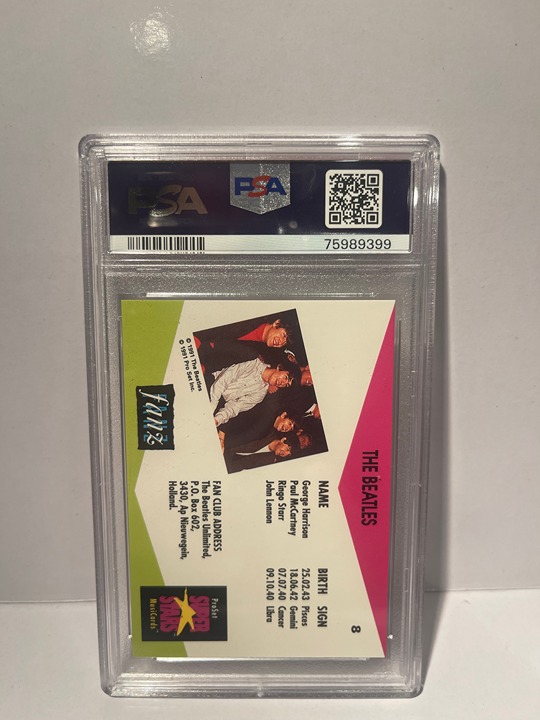 PSA
PSA
75989399
THE BEATLES
8
NAME BIRTH SIGN
George Harrison 25.02.43 Pisces
Paul McCartney 18.06.42 Gemini
Ringo Starr 07.07.40 Cancer
John Lennon 09.10.40 Libra
© 1991 The Beatles
© 1991 Pro Set Inc.
FAN CLUB ADDRESS
The Beatles Unlimited,
P.O. Box 602,
3430, Ap Nieuwegein,
Holland.
fanz
ProSet
SUPER
STARS
MusiCards